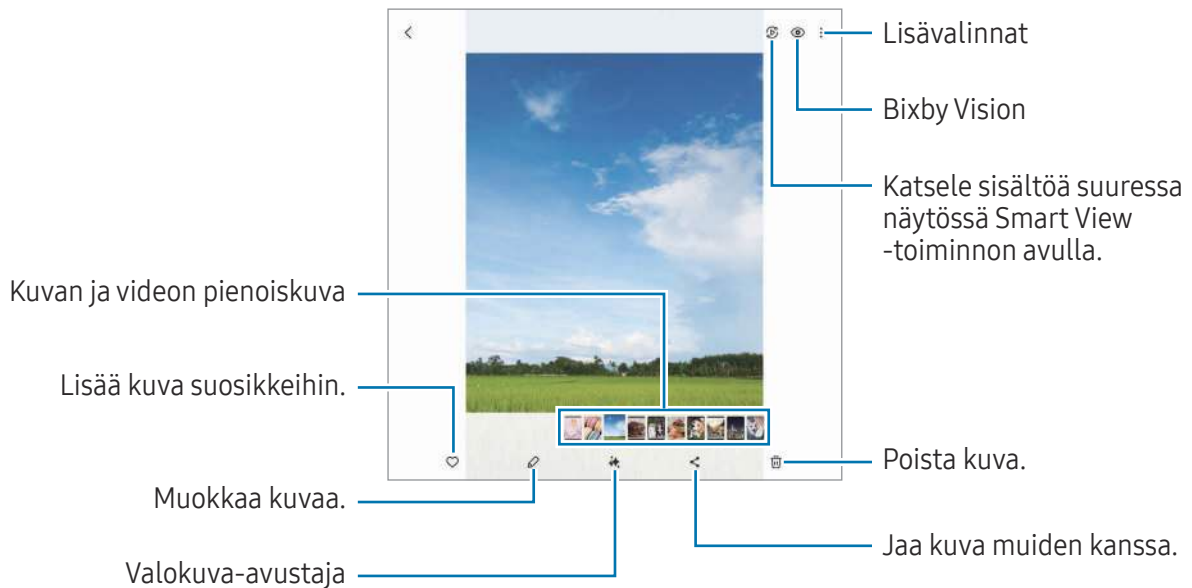 Lisävalinnat
Bixby Vision
Katsele sisältöä suuressa
näytössä Smart View
-toiminnon avulla.
Kuvan ja videon pienoiskuva
Lisää kuva suosikkeihin.
Muokkaa kuvaa.
Valokuva-avustaja
Poista kuva.
Jaa kuva muiden kanssa.